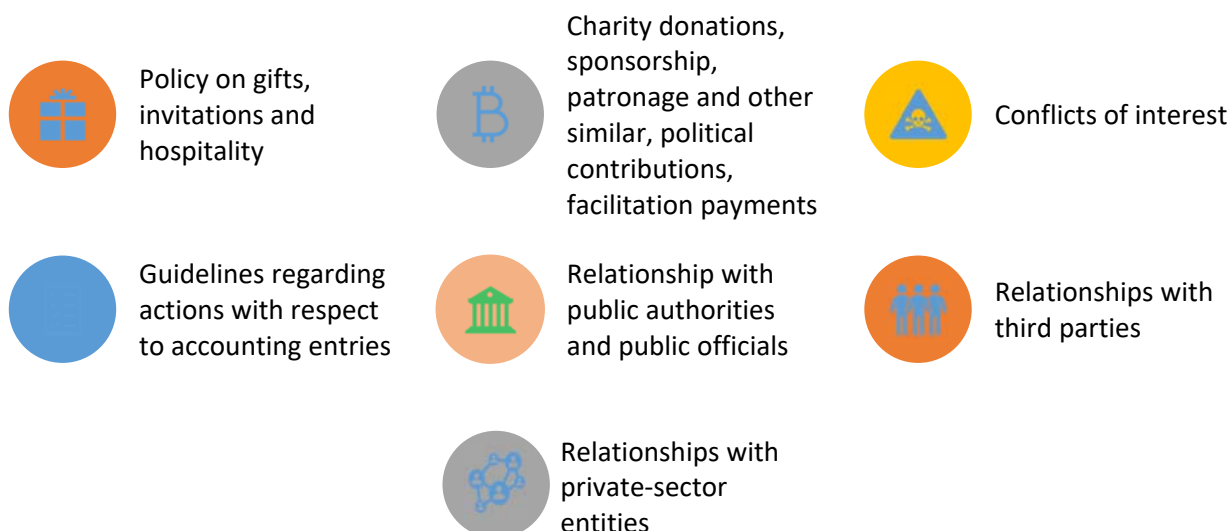 Policy on gifts,
invitations and
hospitality
Charity donations,
sponsorship,
patronage and other
similar, political
contributions,
facilitation payments
Conflicts of interest
Guidelines regarding
actions with respect
to accounting entries
Relationship with
public authorities
and public officials
Relationships with
third parties
Relationships with
private-sector
entities